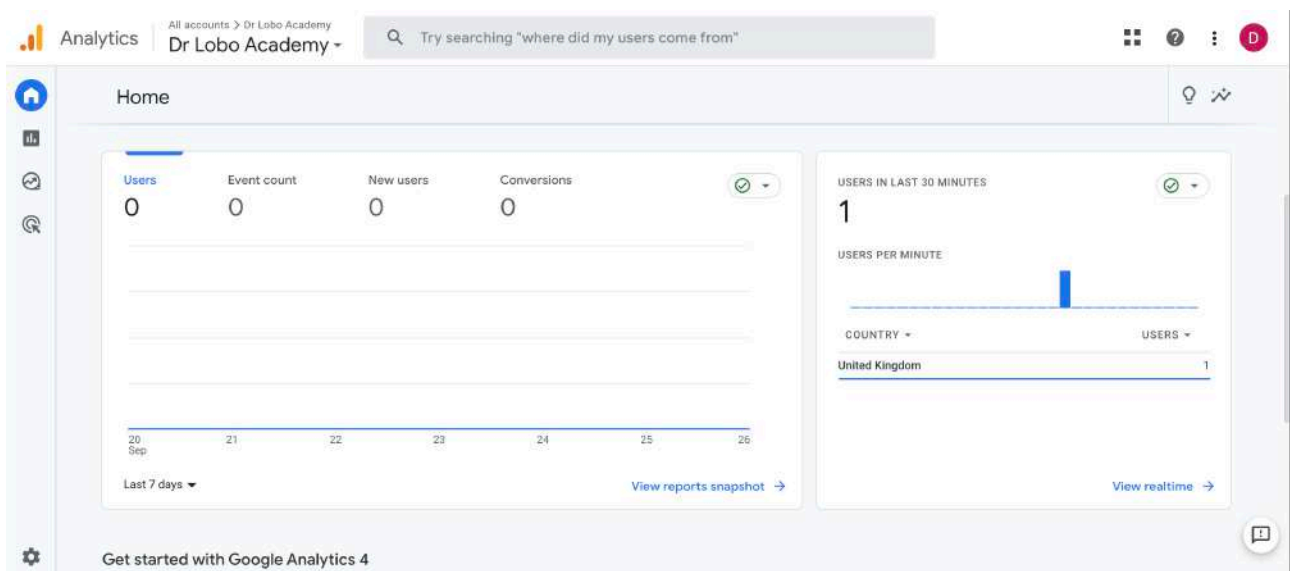 All accounts > Dr Lobo Academy
Analytics
Dr Lobo Academy
Try searching "where did my users come from"
D
Home
Users
Event count
New users
Conversions
0
0
0
0
20
Sep
21
22
23
24
25
26
Last 7 days
View reports snapshot →
USERS IN LAST 30 MINUTES
1
USERS PER MINUTE
COUNTRY
USERS
United Kingdom
1
View realtime →
Get started with Google Analytics 4